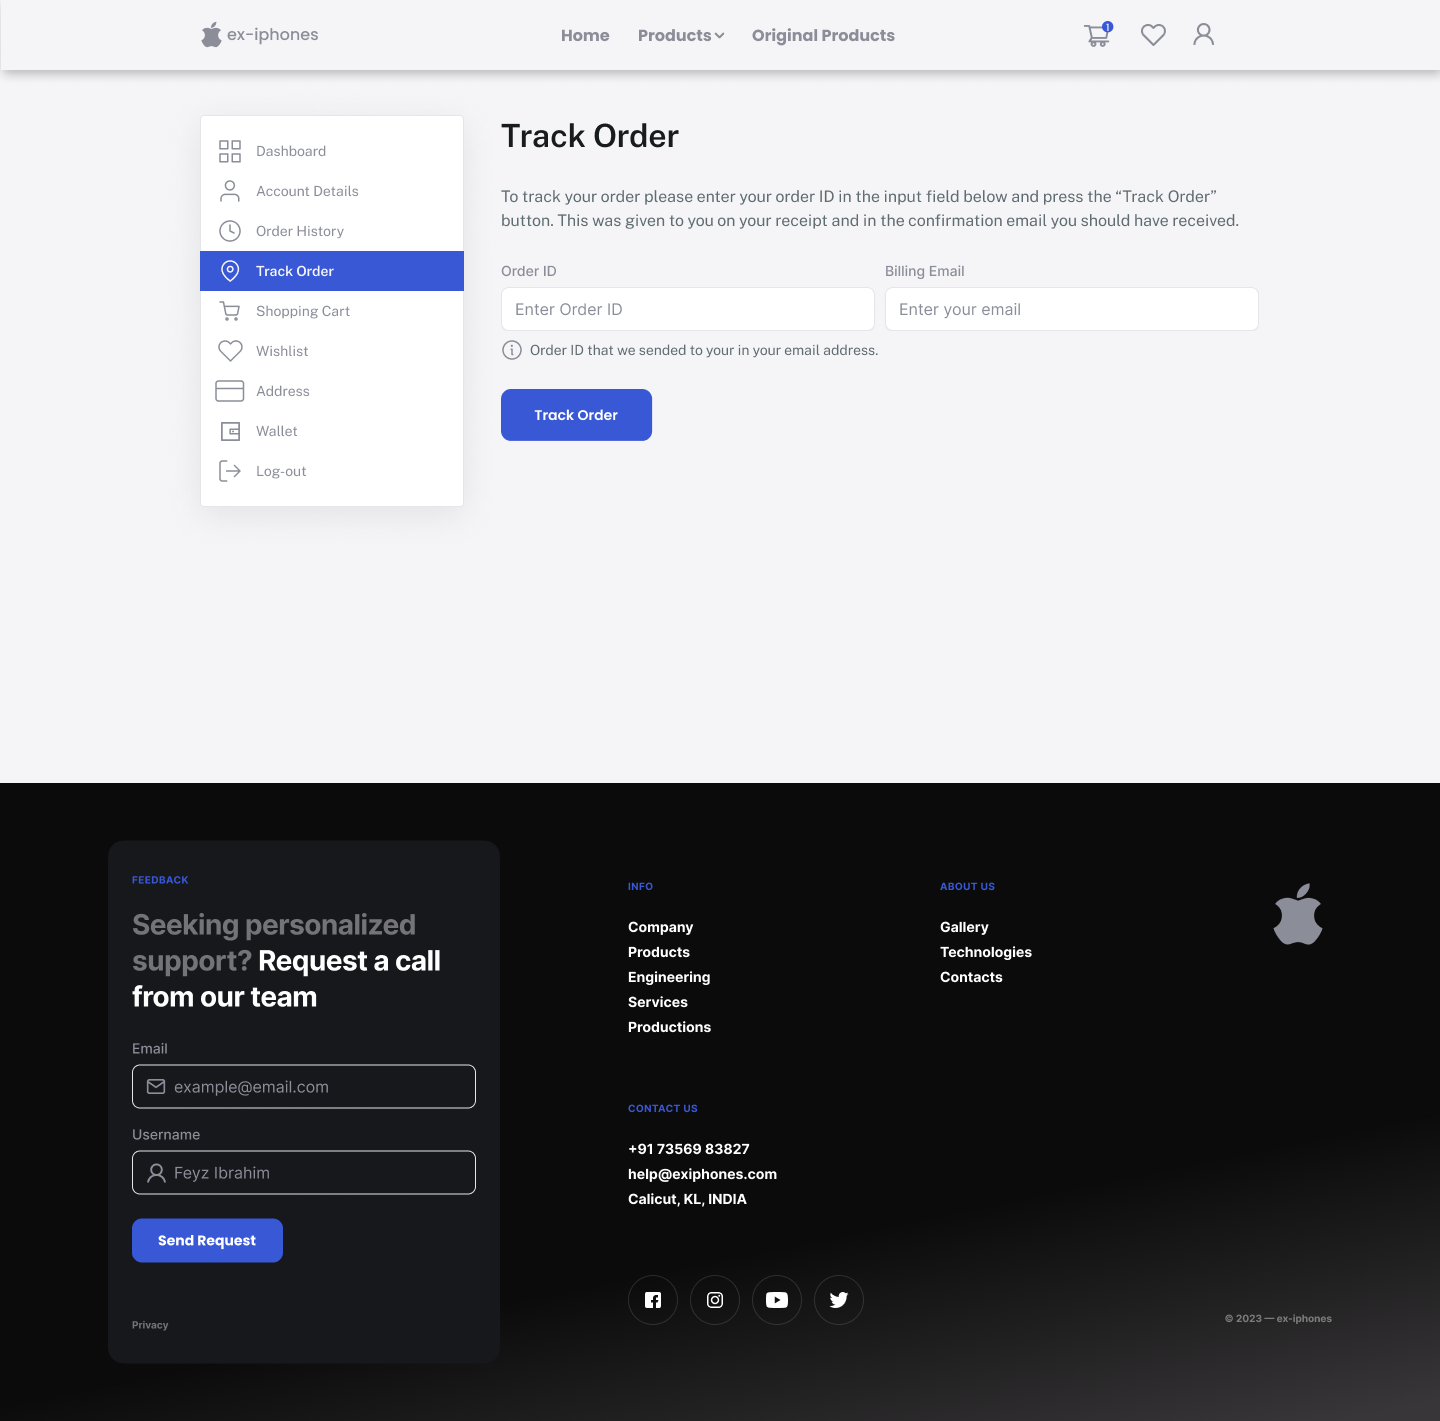 ex-iphones
Home
Products
Original Products
1
Dashboard
Account Details
Order History
Track Order
Shopping Cart
Wishlist
Address
Wallet
Log-out
Track Order
To track your order please enter your order ID in the input field below and press the “Track Order”
button. This was given to you on your receipt and in the confirmation email you should have received.
Order ID
Enter Order ID
Billing Email
Enter your email
Order ID that we sended to your in your email address.
Track Order
FEEDBACK
Seeking personalized
support? Request a call
from our team
Email
example@email.com
Username
Feyz Ibrahim
Send Request
Privacy
INFO
Company
Products
Engineering
Services
Productions
ABOUT US
Gallery
Technologies
Contacts
CONTACT US
+91 73569 83827
help@exiphones.com
Calicut, KL, INDIA
© 2023 — ex-iphones